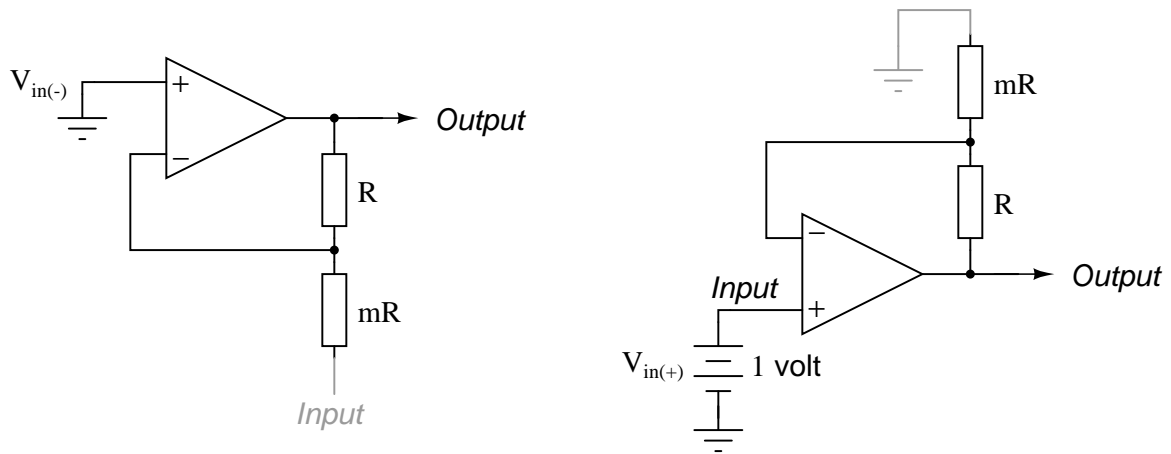 V_in(-)
+
−
Output
R
mR
Input
mR
R
−
+
Input
Output
V_in(+)
1 volt